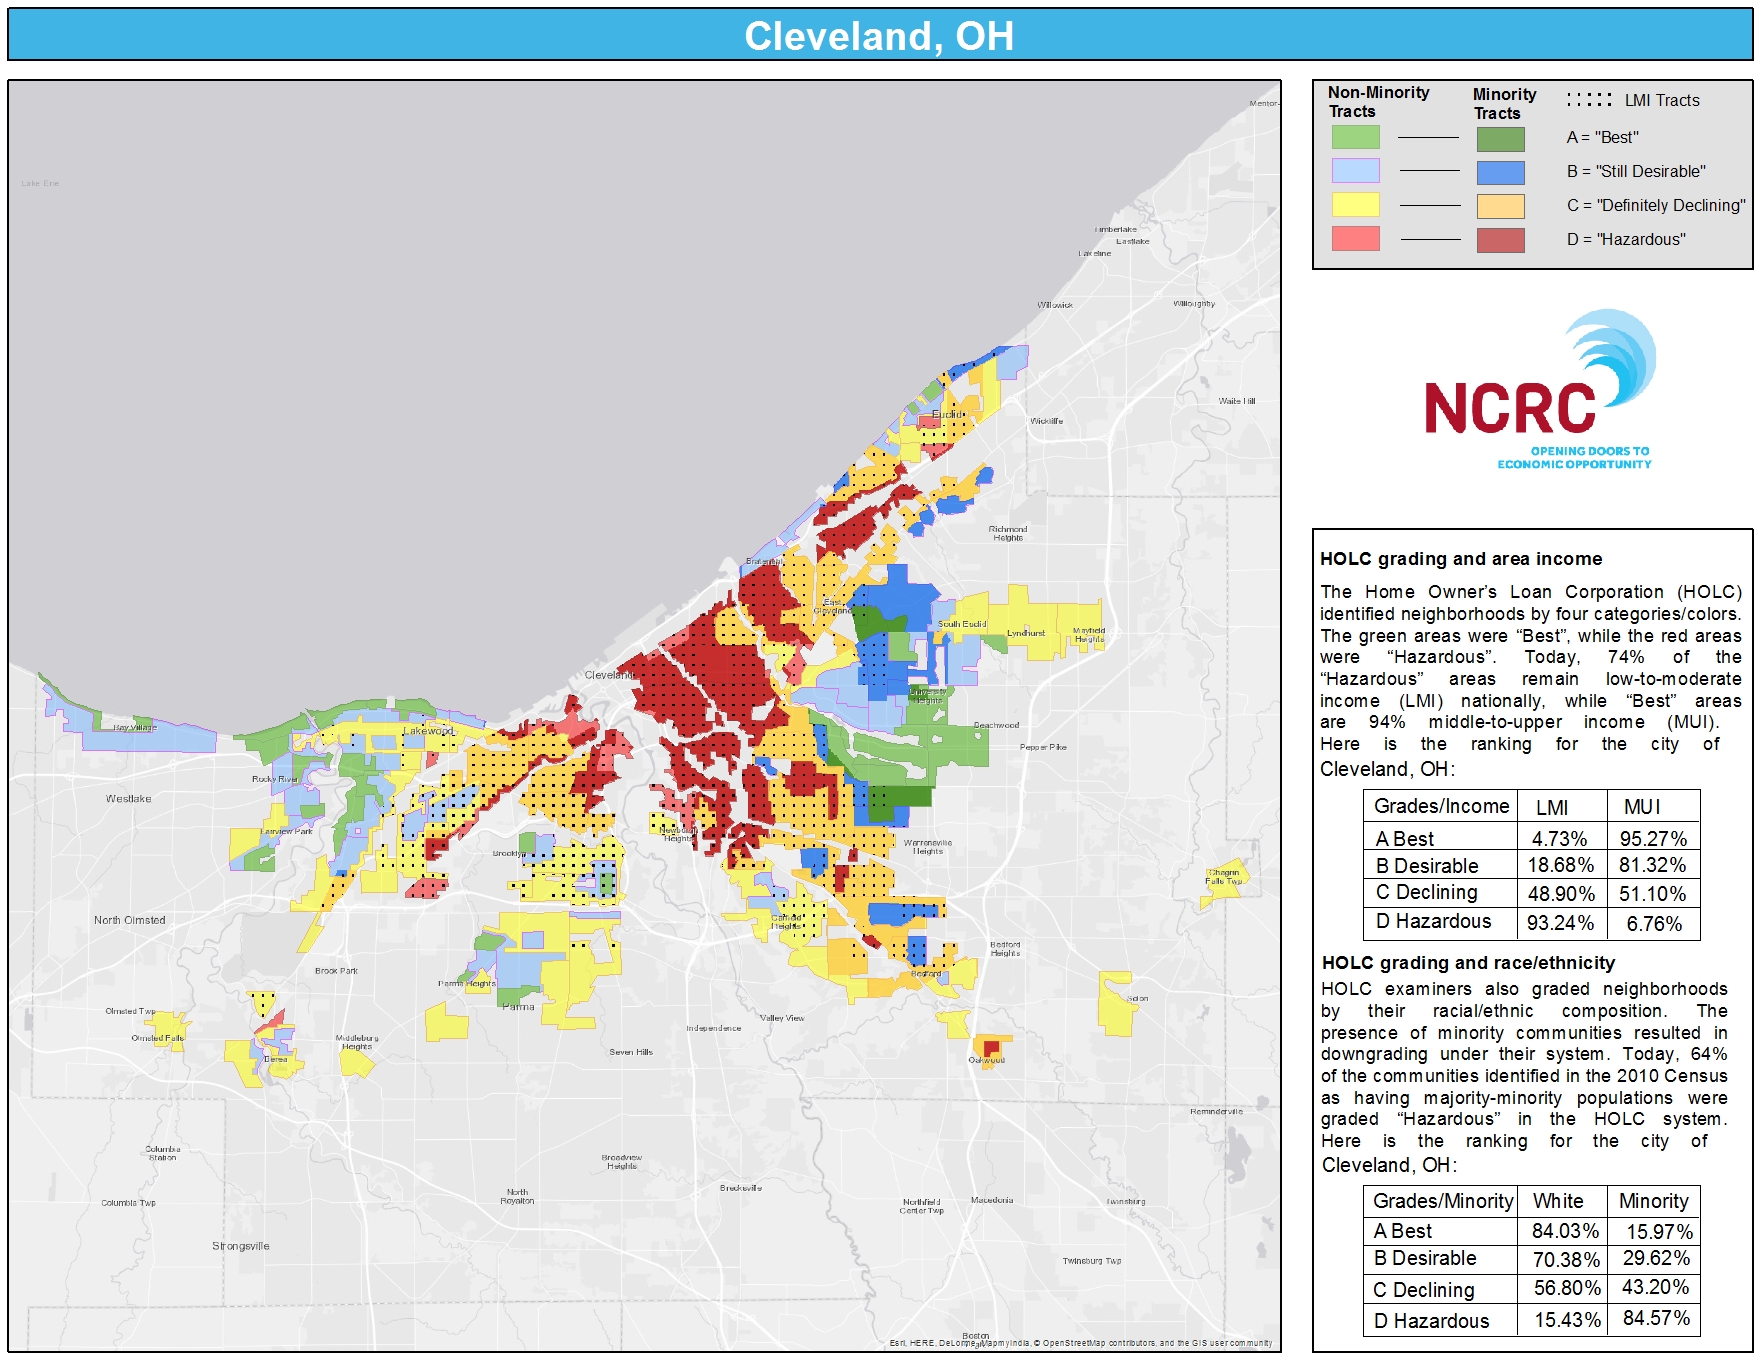 Cleveland, OH
Lake Erie
Mentor-
Timberlake
Eastlake
Lakeline
Willowick
Willoughby
Waite Hill
Euclid
Wickliffe
Richmond
Heights
Bratenahl
East
Cleveland
South Euclid
Lyndhurst
Mayfield
Heights
Cleveland
University
Heights
Beachwood
Pepper Pike
Bay Village
Lakewood
Rocky River
Westlake
Fairview Park
Newburgh
Heights
Brooklyn
Warrensville
Heights
Chagrin
Falls Twp
North Olmsted
Garfield
Heights
Bedford
Heights
Brook Park
Parma Heights
Bedford
Solon
Parma
Olmsted Twp
Valley View
Independence
Olmsted Falls
Middleburg
Heights
Seven Hills
Berea
Oakwood
Reminderville
Columbia
Station
Broadview
Heights
North
Royalton
Brecksville
Columbia Twp
Northfield
Center Twp
Macedonia
Twinsburg
Strongsville
Twinsburg Twp
Boston
Esri, HERE, DeLorme, MapmyIndia, © OpenStreetMap contributors, and the GIS user community
Non-Minority
Tracts
Minority
Tracts
LMI Tracts
A = "Best"
B = "Still Desirable"
C = "Definitely Declining"
D = "Hazardous"
NCRC
OPENING DOORS TO
ECONOMIC OPPORTUNITY
HOLC grading and area income
The Home Owner’s Loan Corporation (HOLC)
identified neighborhoods by four categories/colors.
The green areas were “Best”, while the red areas
were “Hazardous”. Today, 74% of the
“Hazardous” areas remain low-to-moderate
income (LMI) nationally, while “Best” areas
are 94% middle-to-upper income (MUI).
Here is the ranking for the city of
Cleveland, OH:
Grades/Income LMI MUI
A Best 4.73% 95.27%
B Desirable 18.68% 81.32%
C Declining 48.90% 51.10%
D Hazardous 93.24% 6.76%
HOLC grading and race/ethnicity
HOLC examiners also graded neighborhoods
by their racial/ethnic composition. The
presence of minority communities resulted in
downgrading under their system. Today, 64%
of the communities identified in the 2010 Census
as having majority-minority populations were
graded “Hazardous” in the HOLC system.
Here is the ranking for the city of
Cleveland, OH:
Grades/Minority White Minority
A Best 84.03% 15.97%
B Desirable 70.38% 29.62%
C Declining 56.80% 43.20%
D Hazardous 15.43% 84.57%